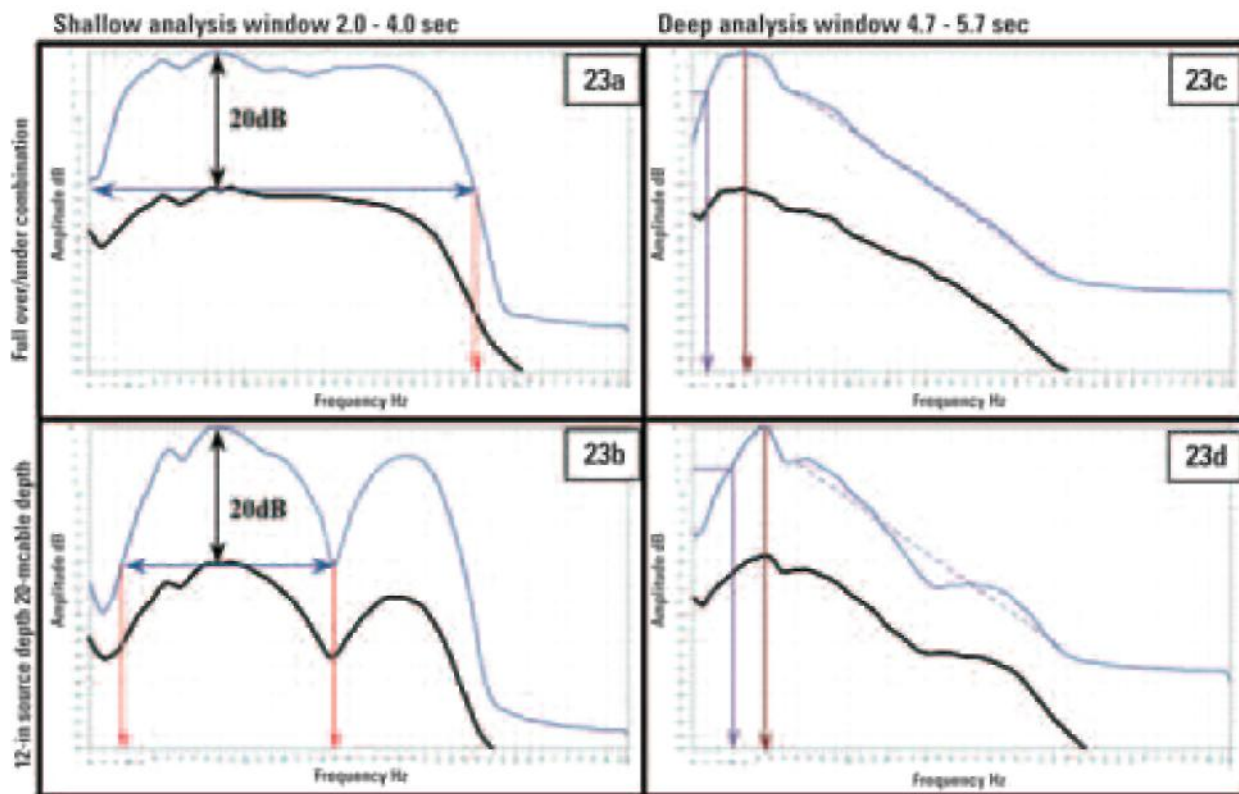 Shallow analysis window 2.0 - 4.0 sec
Deep analysis window 4.7 - 5.7 sec
Full over/under combination
Amplitude dB
20dB
23a
Frequency Hz
Amplitude dB
23c
Frequency Hz
12-in source depth 20-mcable depth
Amplitude dB
20dB
23b
Frequency Hz
Amplitude dB
23d
Frequency Hz